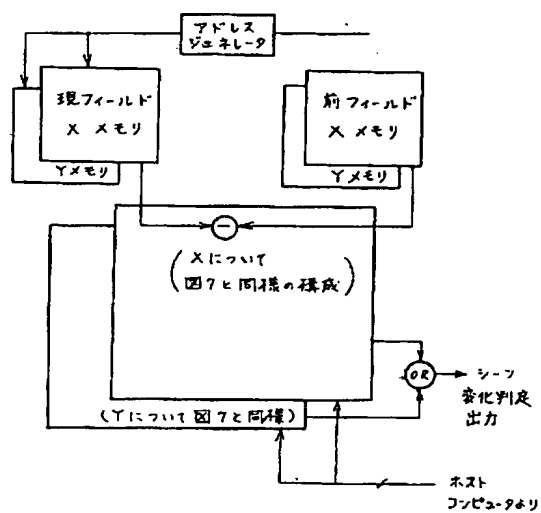 アドレス
ジェネレータ
現フィールド
X メモリ
Yメモリ
前フィールド
X メモリ
Yメモリ
−
(Xについて
図7と同様の構成)
OR
シーン
変化判定
出力
(Yについて図7と同様)
ホスト
コンピュータより